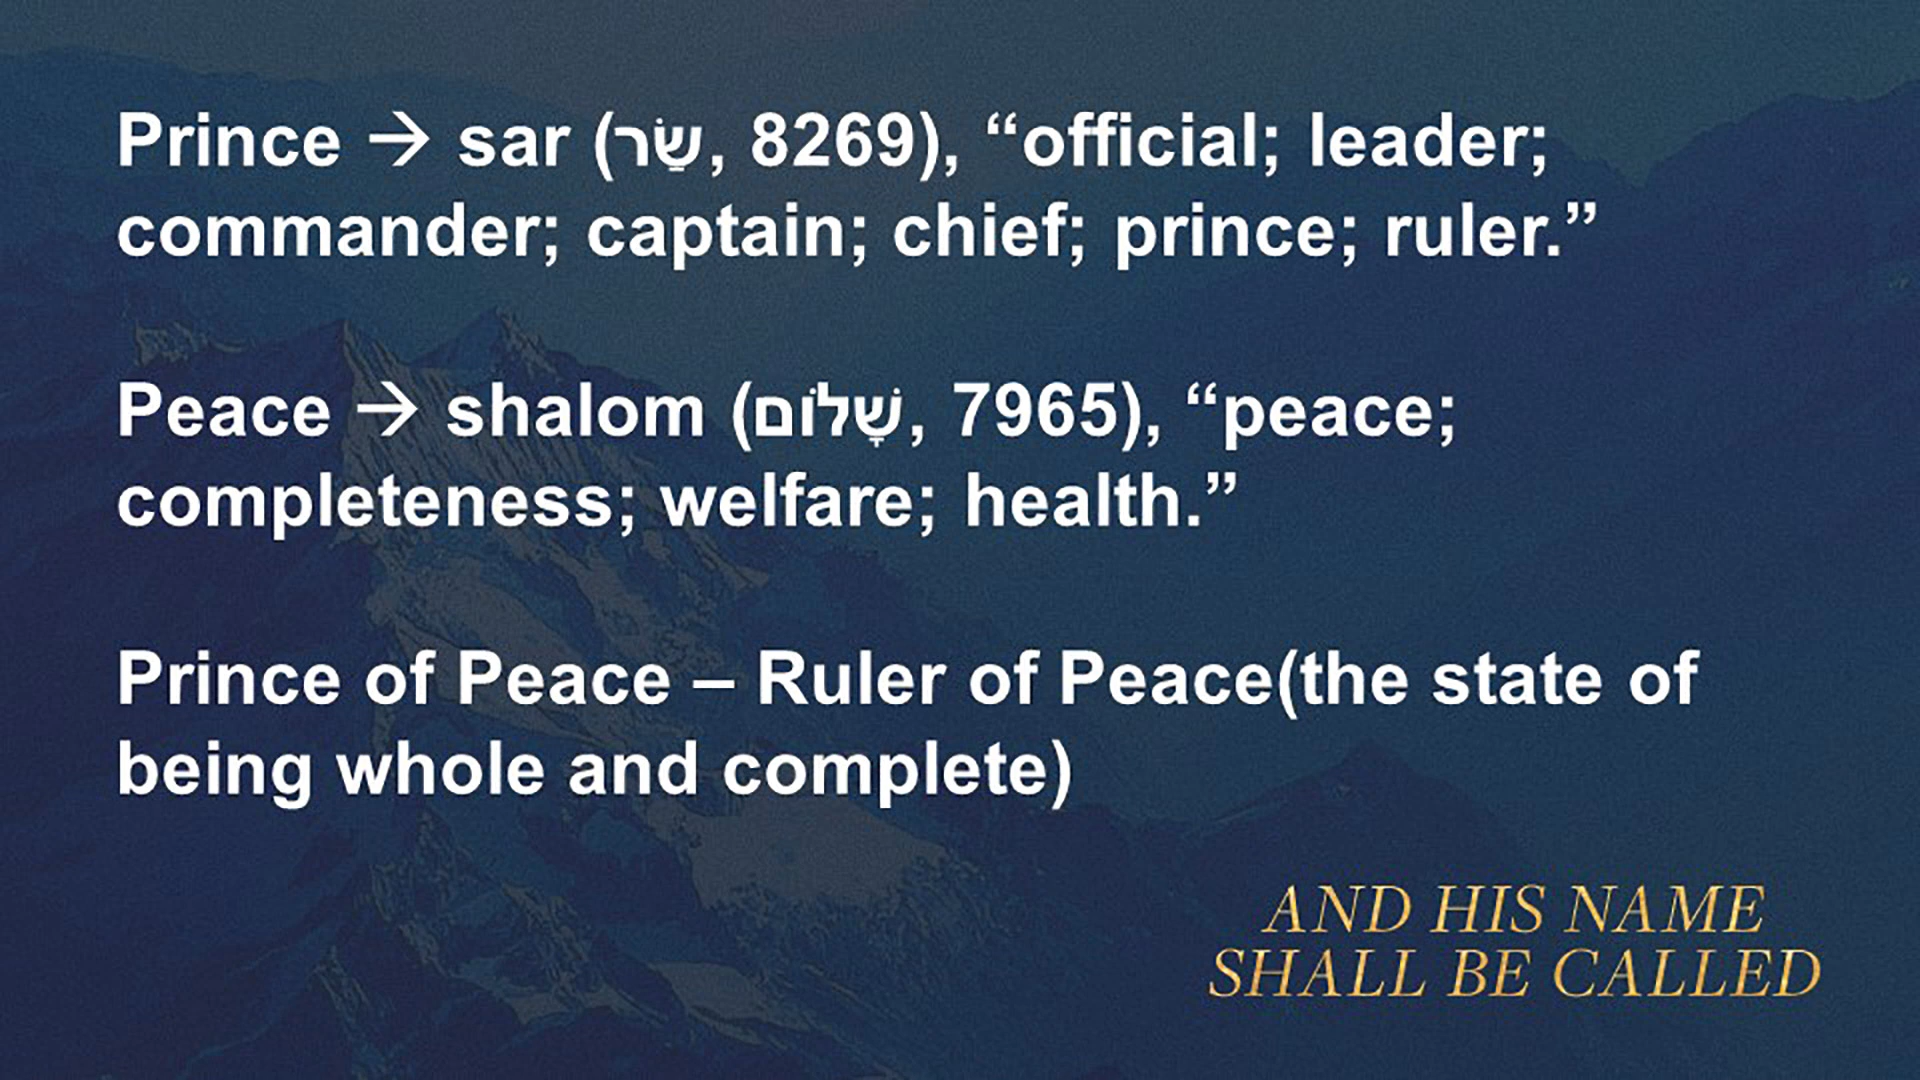 Prince → sar (שַׂר, 8269), “official; leader;
commander; captain; chief; prince; ruler.”
Peace → shalom (שָׁלוֹם, 7965), “peace;
completeness; welfare; health.”
Prince of Peace – Ruler of Peace(the state of
being whole and complete)
AND HIS NAME
SHALL BE CALLED